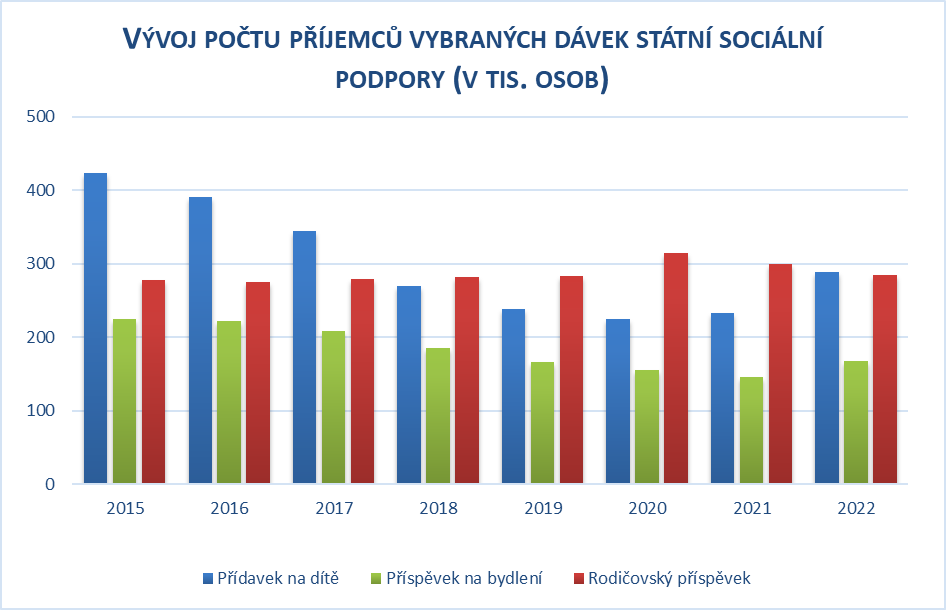 Vývoj počtu příjemců vybraných dávek státní sociální
podpory (v tis. osob)
500
400
300
200
100
0
2015 2016 2017 2018 2019 2020 2021 2022
Přídavek na dítě Příspěvek na bydlení Rodičovský příspěvek